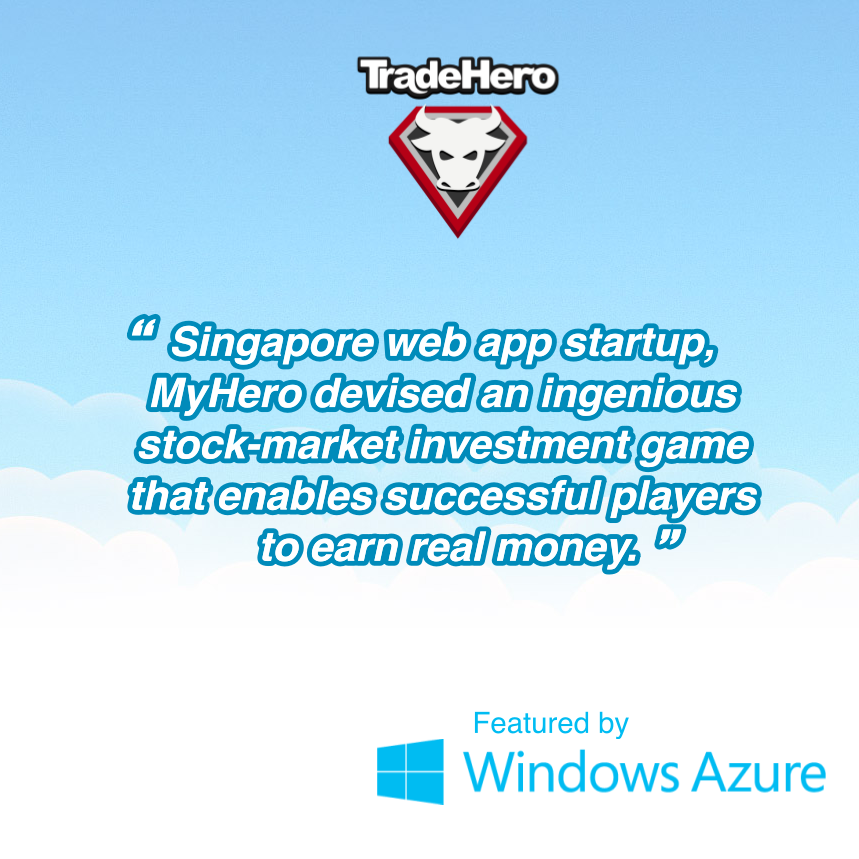 TradeHero
“ Singapore web app startup,
MyHero devised an ingenious
stock-market investment game
that enables successful players
to earn real money. ”
Featured by
Windows Azure